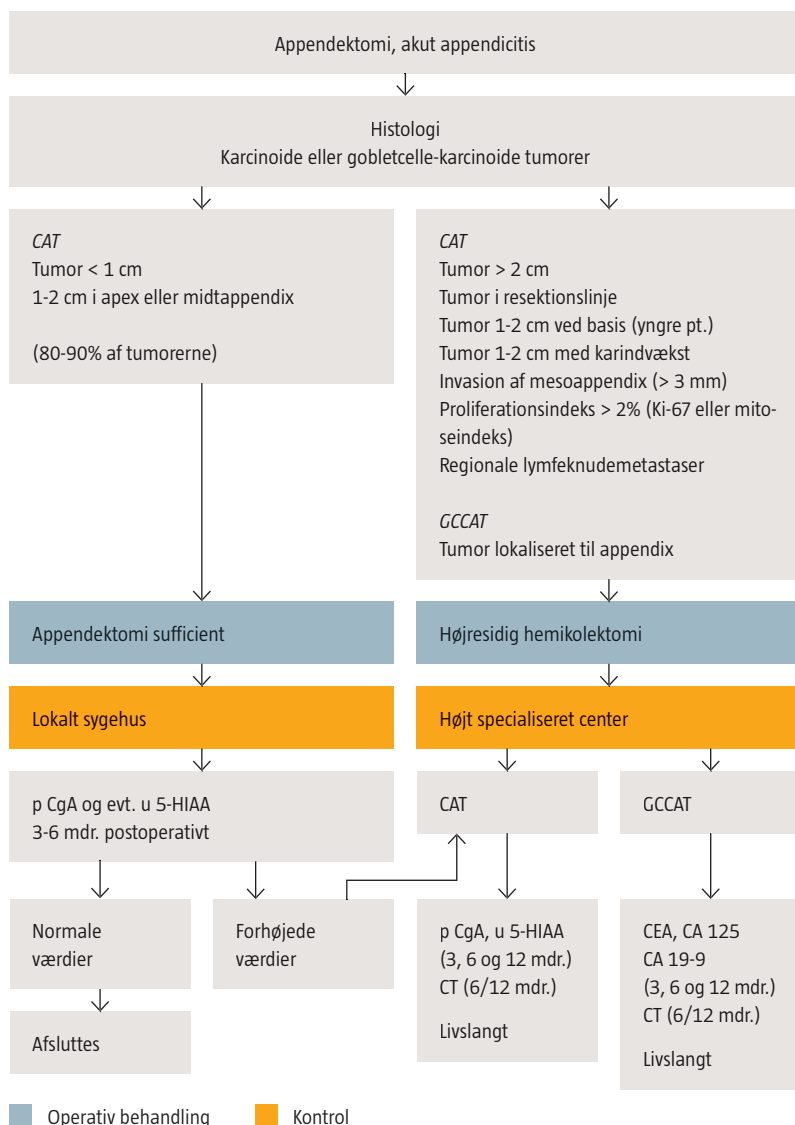 Appendektomi, akut appendicitis
Histologi
Karcinoide eller gobletcelle-karcinoide tumorer
CAT
Tumor < 1 cm
1-2 cm i apex eller midtappendix
(80-90% af tumorerne)
CAT
Tumor > 2 cm
Tumor i resektionslinje
Tumor 1-2 cm ved basis (yngre pt.)
Tumor 1-2 cm med karindvækst
Invasion af mesoappendix (> 3 mm)
Proliferationsindeks > 2% (Ki-67 eller mito-
seindeks)
Regionale lymfeknudemetastaser
GCCAT
Tumor lokaliseret til appendix
Appendektomi sufficient
Højresidig hemikolektomi
Lokalt sygehus
Højt specialiseret center
p CgA og evt. u 5-HIAA
3-6 mdr. postoperativt
CAT
GCCAT
Normale
værdier
Forhøjede
værdier
p CgA, u 5-HIAA
(3, 6 og 12 mdr.)
CT (6/12 mdr.)
Livslangt
CEA, CA 125
CA 19-9
(3, 6 og 12 mdr.)
CT (6/12 mdr.)
Livslangt
Afsluttes
Operativ behandling
Kontrol